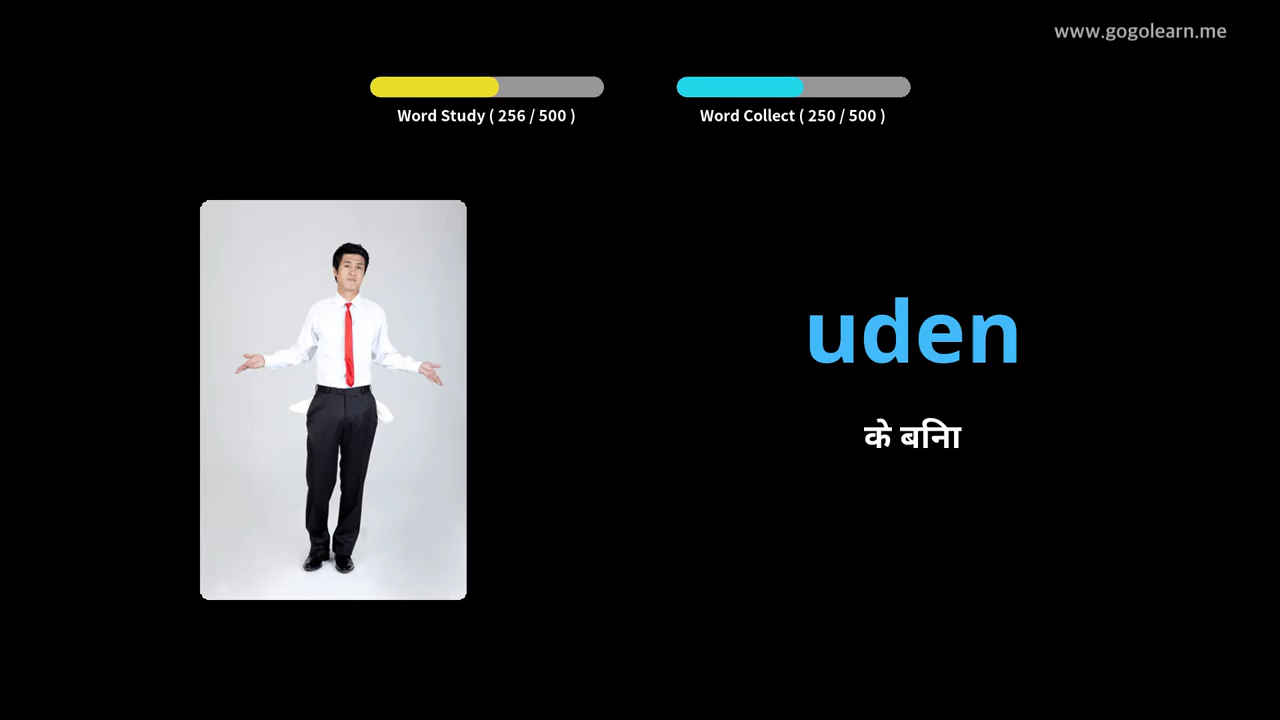 www.gogolearn.me
Word Study ( 256 / 500 )
Word Collect ( 250 / 500 )
uden
के बिना